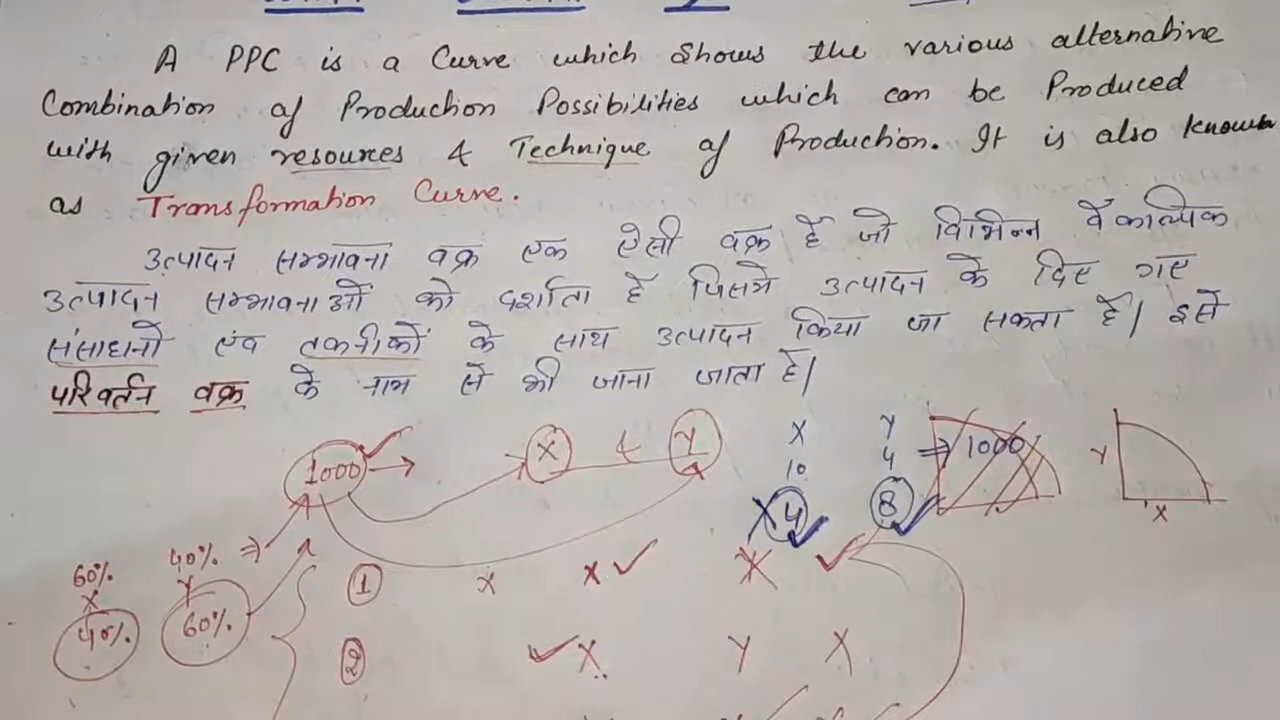 A PPC is a Curve which Shows the various alternative
Combination of Production Possibilities which can be Produced
with given resources & Technique of Production. It is also known
as Transformation Curve.
उत्पादन सम्भावना वक्र एक ऐसी वक्र हैं जो विभिन्न वैकल्पिक
उत्पादन सम्भावनाओं को दर्शाता है जिसमे उत्पादन के दिए गए
संसाधनों एंव तकनीकों के साथ उत्पादन किया जा सकता हैं। इसे
परिवर्तन वक्र के नाम से भी जाना जाता है।
1000 → X & Y
X Y
10 4 ⇒ 1000
X4 8
Y
X
60% 40% ⇒
X Y
40% 60%
① X X ✓ X ✓
② ✓ X Y X